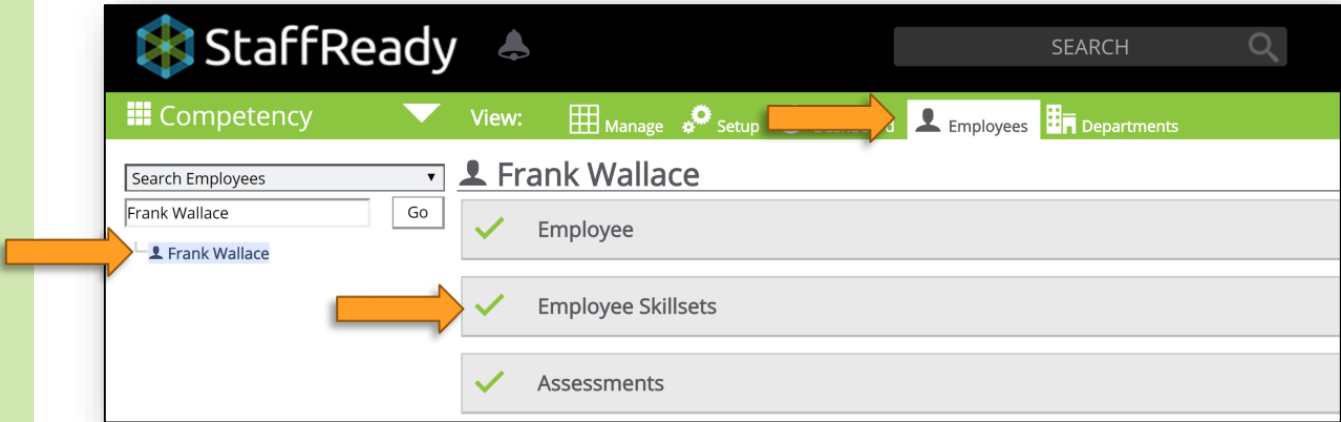 StaffReady
SEARCH
Competency
View:
Manage
Setup
Employees
Departments
Search Employees
Frank Wallace
Frank Wallace
Go
Frank Wallace
Employee
Employee Skillsets
Assessments